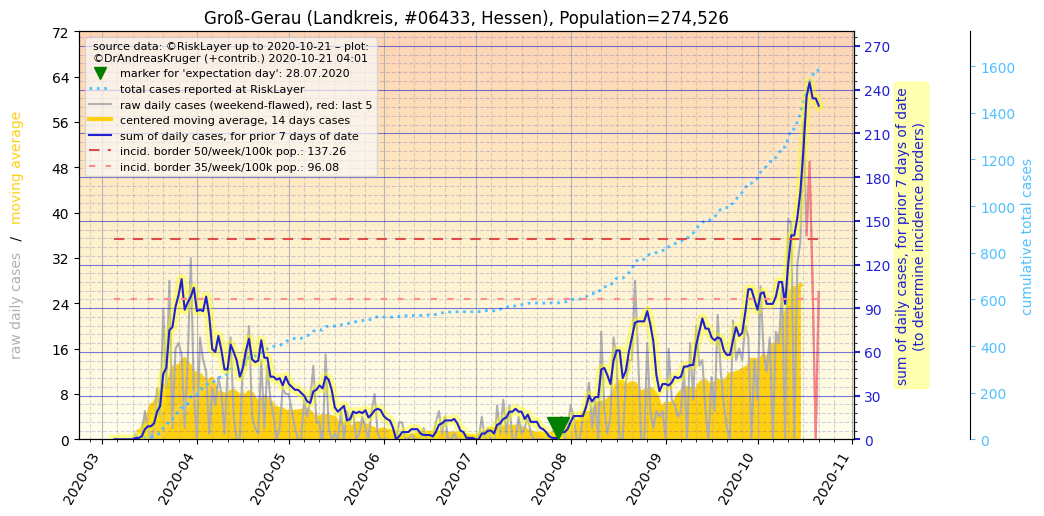 Groß-Gerau (Landkreis, #06433, Hessen), Population=274,526
source data: ©RiskLayer up to 2020-10-21 – plot:
©DrAndreasKruger (+contrib.) 2020-10-21 04:01
marker for 'expectation day': 28.07.2020
total cases reported at RiskLayer
raw daily cases (weekend-flawed), red: last 5
centered moving average, 14 days cases
sum of daily cases, for prior 7 days of date
incid. border 50/week/100k pop.: 137.26
incid. border 35/week/100k pop.: 96.08
raw daily cases / moving average
72
64
56
48
40
32
24
16
8
0
2020-03
2020-04
2020-05
2020-06
2020-07
2020-08
2020-09
2020-10
2020-11
270
240
210
180
150
120
90
60
30
0
sum of daily cases, for prior 7 days of date
(to determine incidence borders)
1600
1400
1200
1000
800
600
400
200
0
cumulative total cases